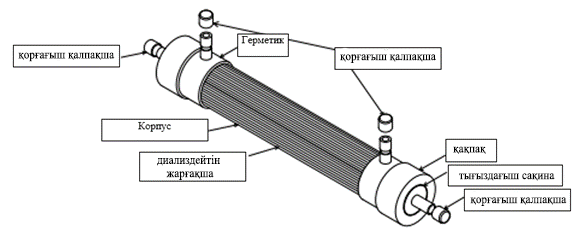 қорғағыш қалпақша
Герметик
қорғағыш қалпақша
Корпус
диализдейтін
жарғақша
қақпақ
тығыздағыш сақина
қорғағыш қалпақша